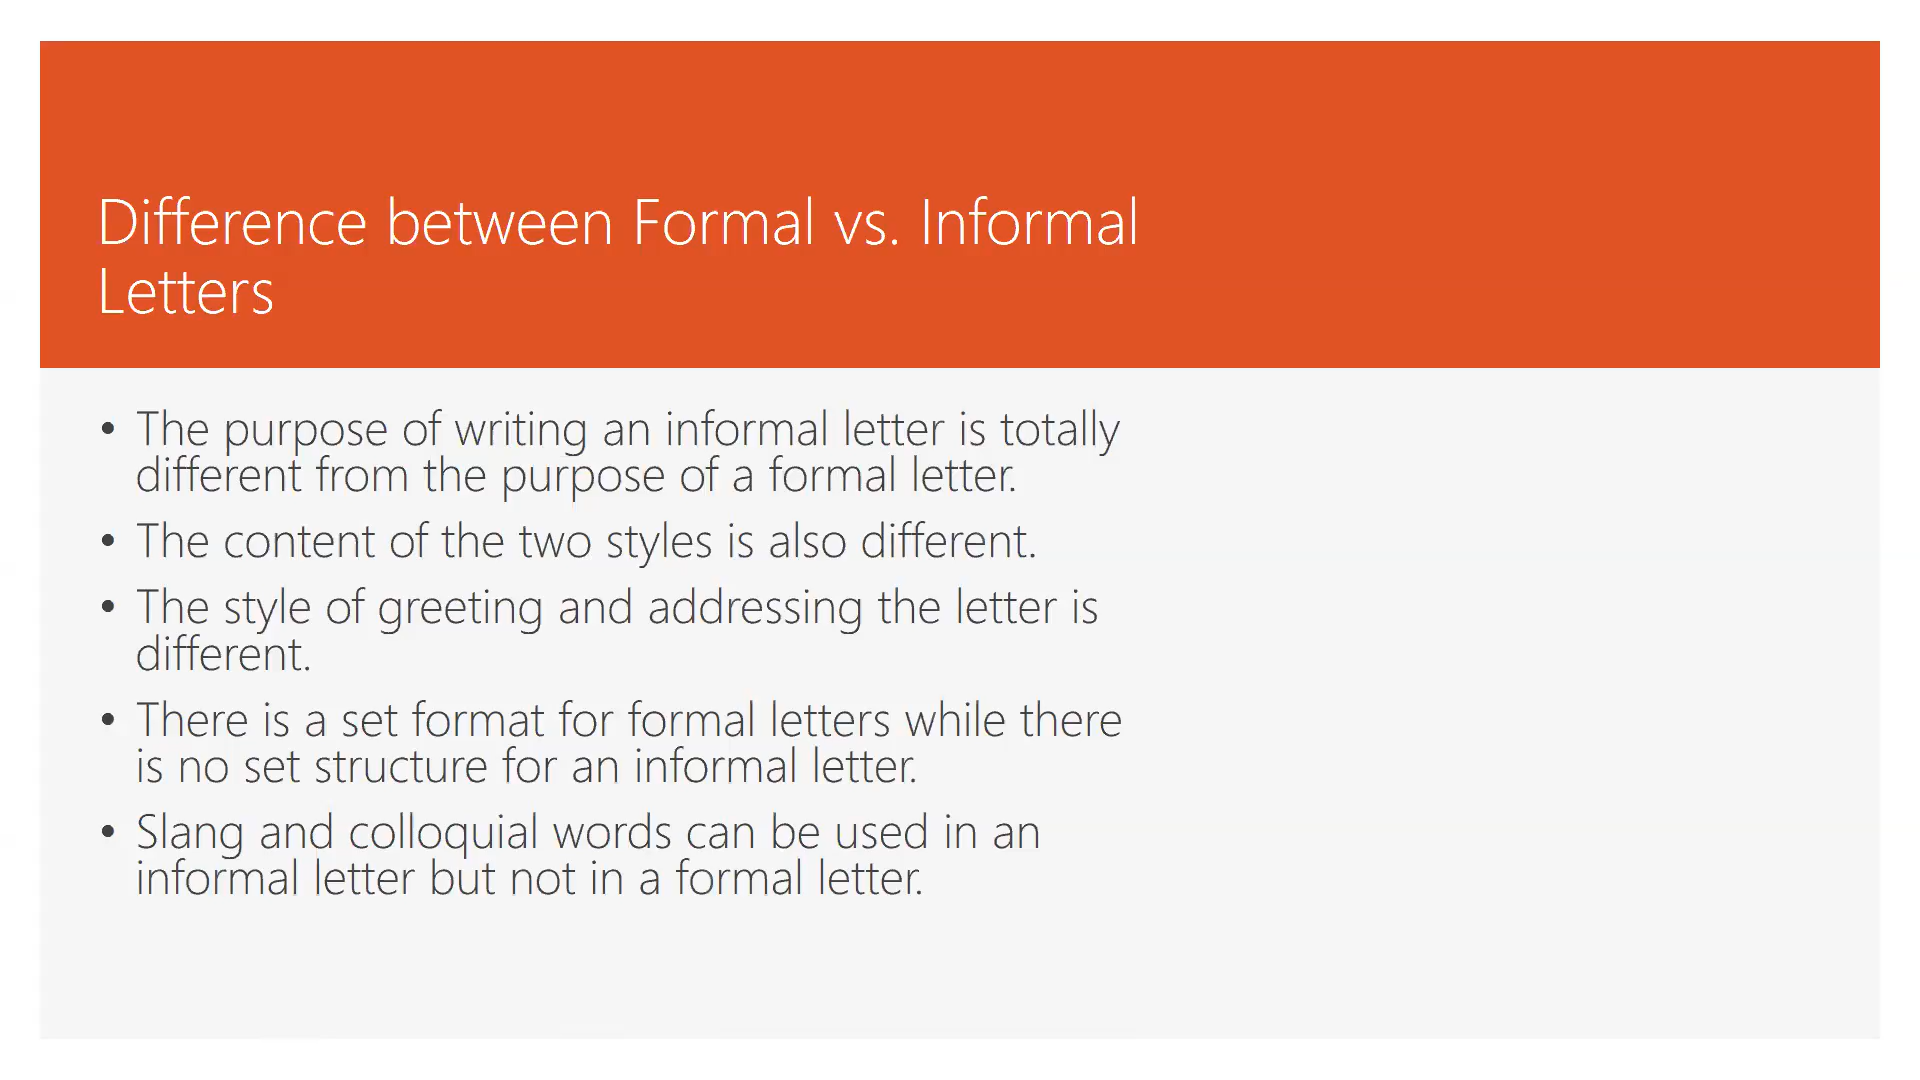 Difference between Formal vs. Informal
Letters
• The purpose of writing an informal letter is totally
different from the purpose of a formal letter.
• The content of the two styles is also different.
• The style of greeting and addressing the letter is
different.
• There is a set format for formal letters while there
is no set structure for an informal letter.
• Slang and colloquial words can be used in an
informal letter but not in a formal letter.